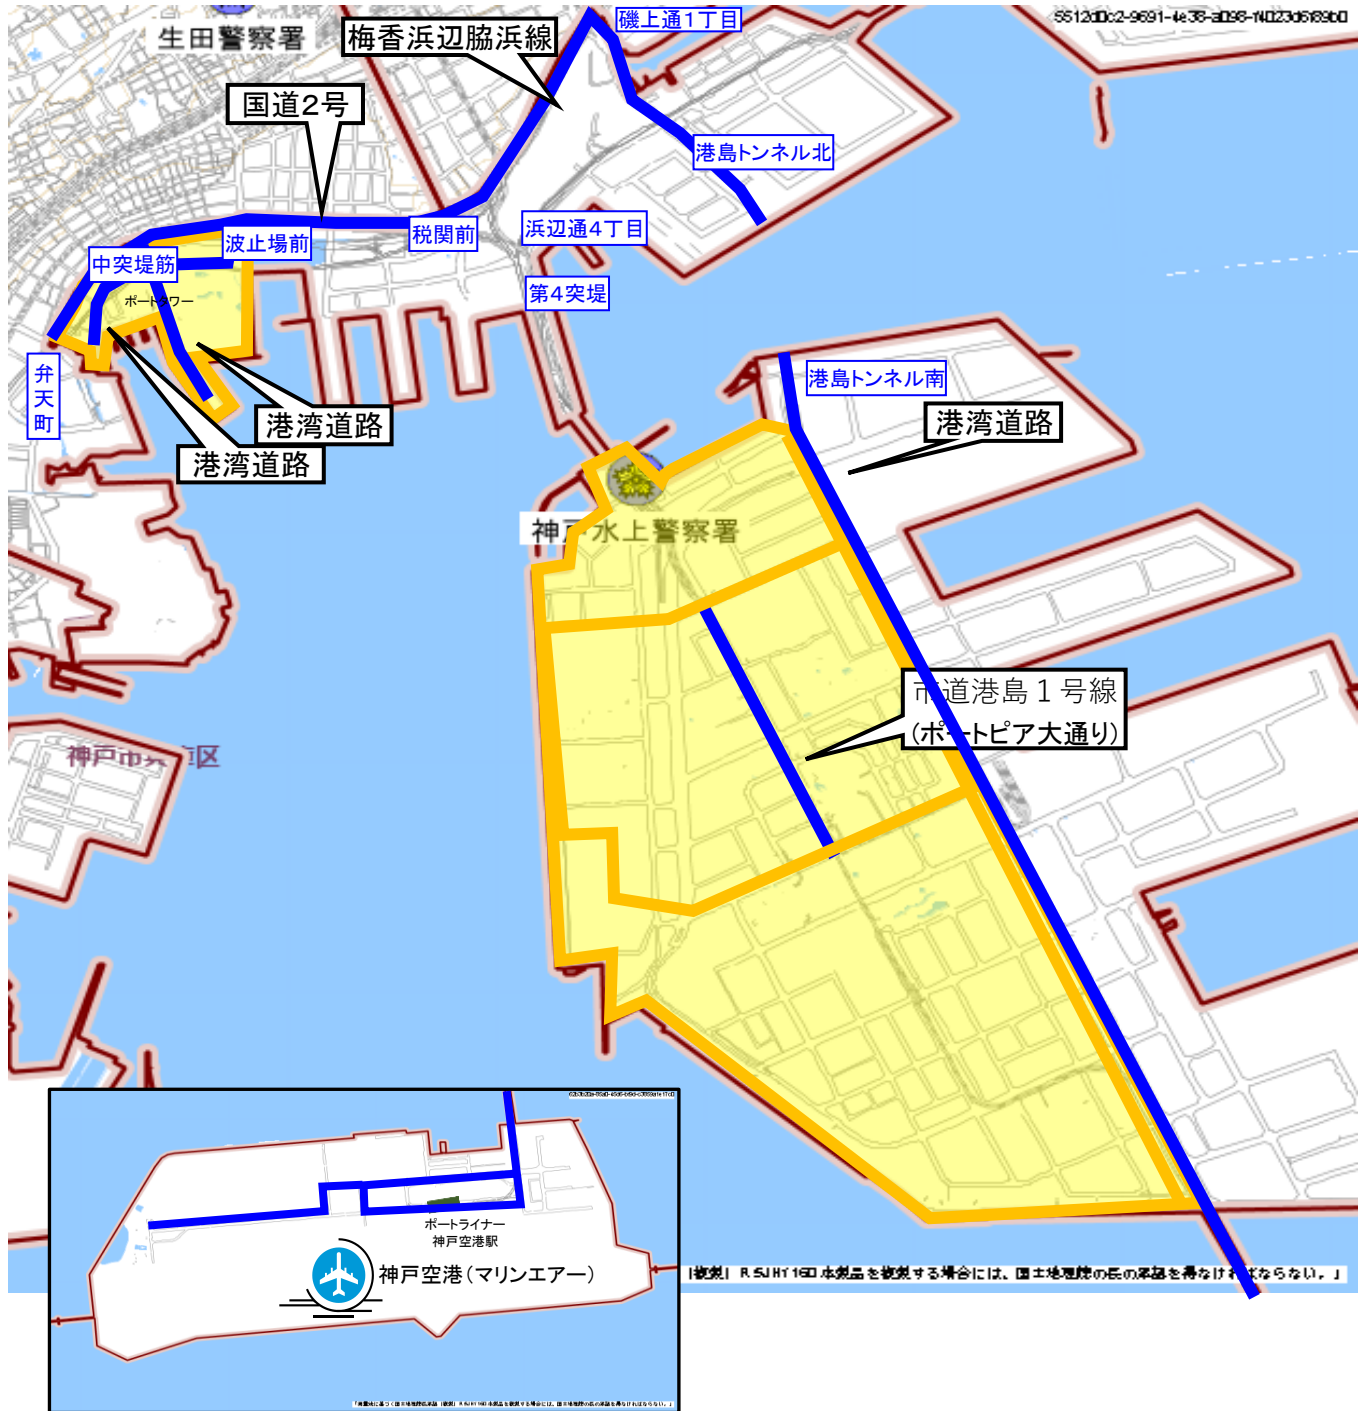 生田警察署
梅香浜辺脇浜線
磯上通1丁目
国道2号
港島トンネル北
浜辺通4丁目
税関前
波止場前
中突堤筋
第4突堤
ポートタワー
弁
天
町
港湾道路
港湾道路
港島トンネル南
港湾道路
神戸水上警察署
市道港島1号線
(ポートピア大通り)
ポートライナー
神戸空港駅
神戸空港(マリンエアー)